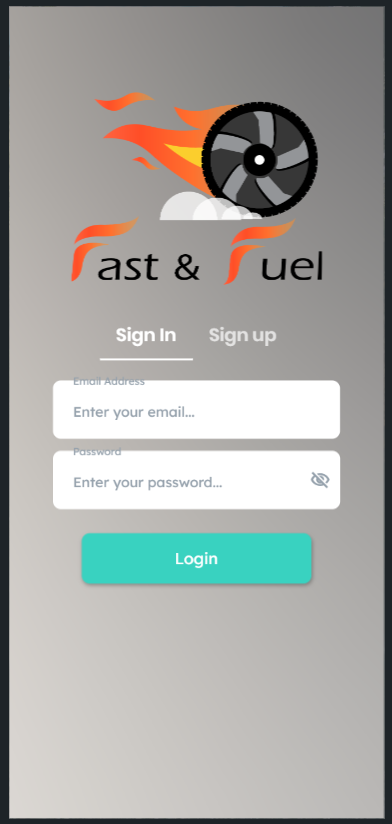 Fast & Fuel
Sign In Sign up
Email Address
Enter your email...
Password
Enter your password...
Login